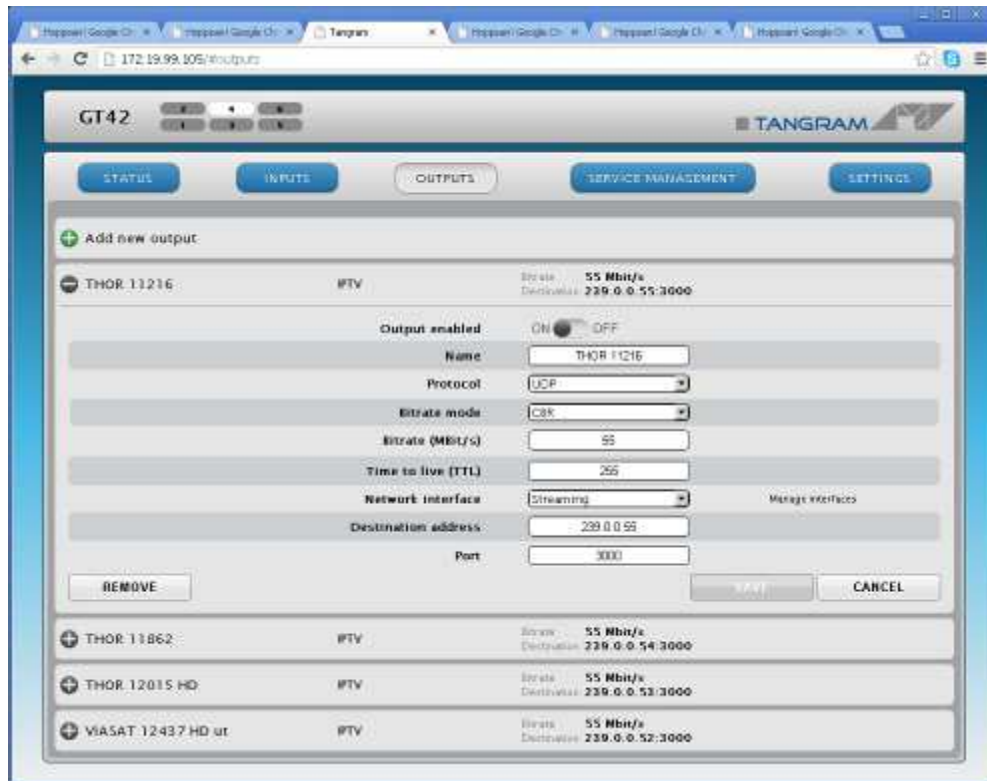 Tangram
172.19.99.105/#outputs
GT42
TANGRAM
STATUS
INPUTS
OUTPUTS
SERVICE MANAGEMENT
SETTINGS
Add new output
THOR 11216 IPTV Bitrate 55 Mbit/s
Destination 239.0.0.55:3000
Output enabled ON OFF
Name THOR 11216
Protocol UDP
Bitrate mode CBR
Bitrate (MBit/s) 55
Time to live (TTL) 255
Network interface Streaming Manage interfaces
Destination address 239.0.0.55
Port 3000
REMOVE SAVE CANCEL
THOR 11862 IPTV Bitrate 55 Mbit/s
Destination 239.0.0.54:3000
THOR 12015 HD IPTV Bitrate 55 Mbit/s
Destination 239.0.0.53:3000
VIASAT 12437 HD ut IPTV Bitrate 55 Mbit/s
Destination 239.0.0.52:3000